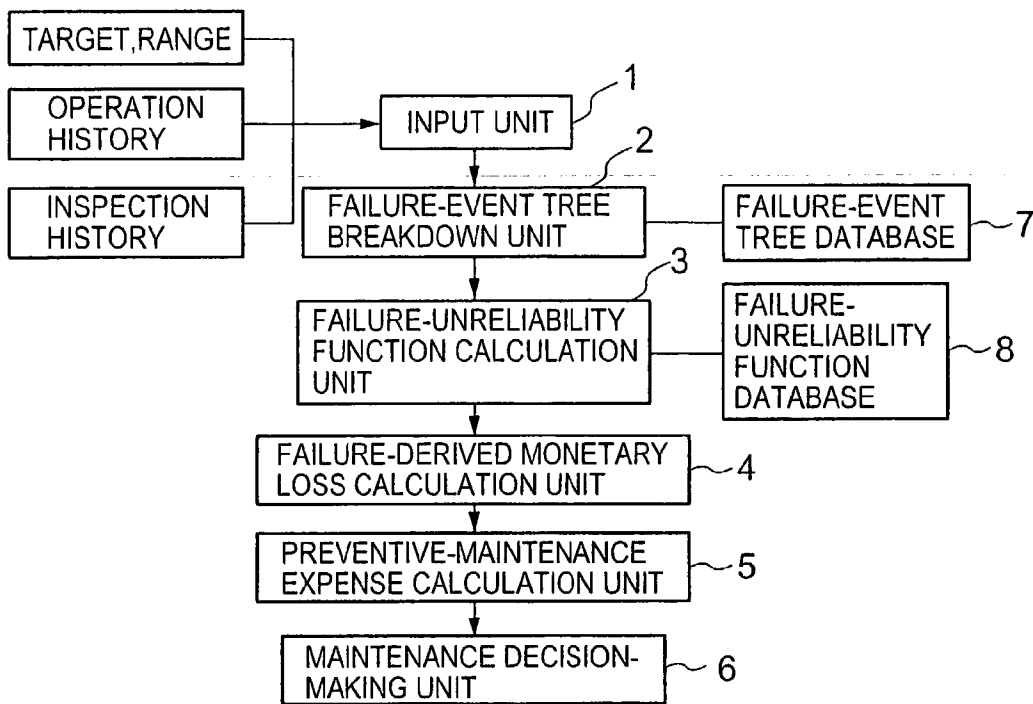 TARGET,RANGE
OPERATION
HISTORY
INSPECTION
HISTORY
1
INPUT UNIT
2
FAILURE-EVENT TREE
BREAKDOWN UNIT
FAILURE-EVENT
TREE DATABASE
7
3
FAILURE-UNRELIABILITY
FUNCTION CALCULATION
UNIT
FAILURE-
UNRELIABILITY
FUNCTION
DATABASE
8
FAILURE-DERIVED MONETARY
LOSS CALCULATION UNIT
4
PREVENTIVE-MAINTENANCE
EXPENSE CALCULATION UNIT
5
MAINTENANCE DECISION-
MAKING UNIT
6